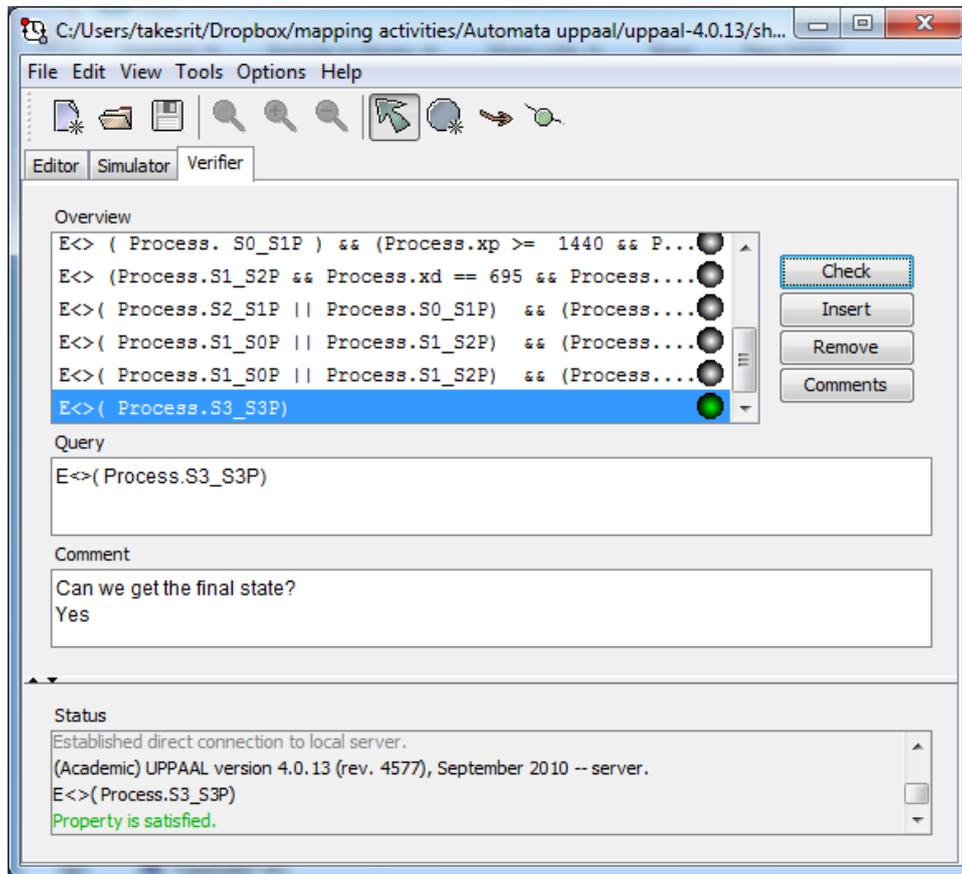 C:/Users/takesrit/Dropbox/mapping activities/Automata uppaal/uppaal-4.0.13/sh...
File Edit View Tools Options Help
Editor Simulator Verifier
Overview
E<> ( Process. S0_S1P ) && (Process.xp >= 1440 && P...
E<> (Process.S1_S2P && Process.xd == 695 && Process....
E<>( Process.S2_S1P || Process.S0_S1P) && (Process....
E<>( Process.S1_S0P || Process.S1_S2P) && (Process....
E<>( Process.S1_S0P || Process.S1_S2P) && (Process....
E<>( Process.S3_S3P)
Check
Insert
Remove
Comments
Query
E<>( Process.S3_S3P)
Comment
Can we get the final state?
Yes
Status
Established direct connection to local server.
(Academic) UPPAAL version 4.0.13 (rev. 4577), September 2010 -- server.
E<>( Process.S3_S3P)
Property is satisfied.